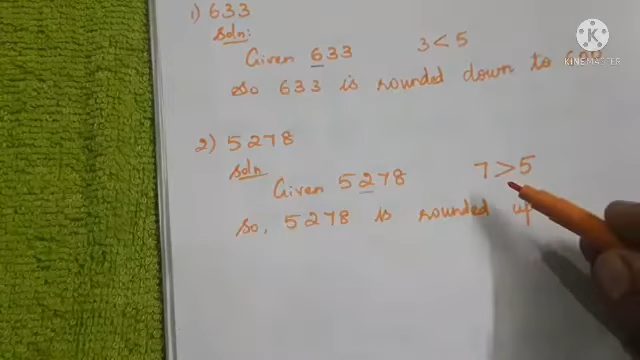 1) 633
Soln:
Given 633 3 < 5
So 633 is rounded down to
2) 5278
Soln
Given 5278 7 > 5
So, 5278 is rounded up
KINEMASTER